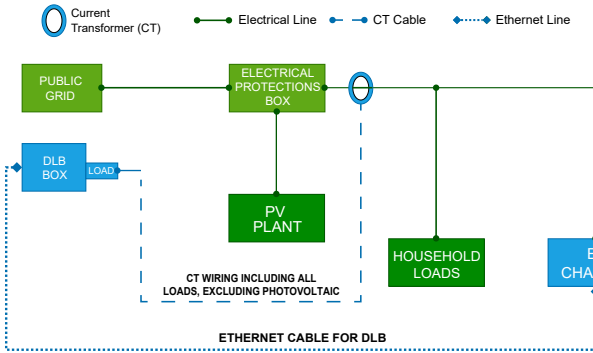 Current
Transformer (CT)
Electrical Line
CT Cable
Ethernet Line
PUBLIC
GRID
ELECTRICAL
PROTECTIONS
BOX
DLB
BOX
LOAD
PV
PLANT
HOUSEHOLD
LOADS
CT WIRING INCLUDING ALL
LOADS, EXCLUDING PHOTOVOLTAIC
ETHERNET CABLE FOR DLB